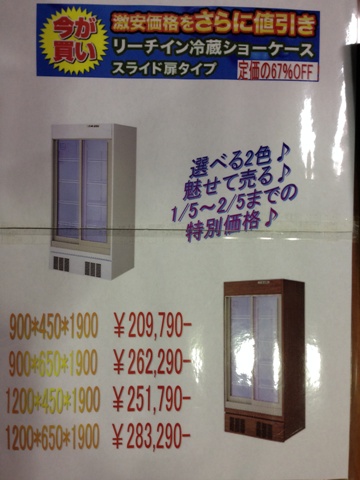 今が
買い
激安価格をさらに値引き
リーチイン冷蔵ショーケース
スライド扉タイプ 定価の67%OFF
選べる2色♪
魅せて売る♪
1/5～2/5までの
特別価格♪
900*450*1900 ￥209,790-
900*650*1900 ￥262,290-
1200*450*1900 ￥251,790-
1200*650*1900 ￥283,290-